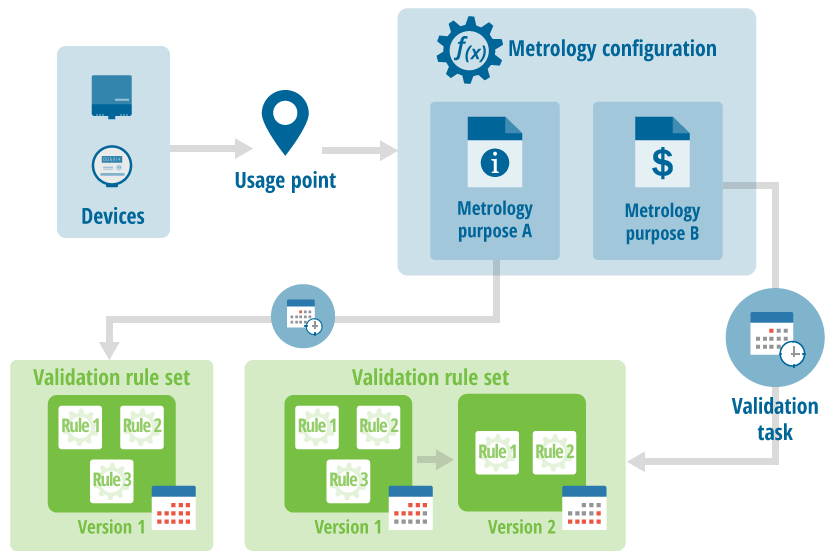 f(x)
Metrology configuration
Devices
Usage point
i
$
Metrology
purpose A
Metrology
purpose B
Validation
task
Validation rule set
Rule 1
Rule 2
Rule 3
Version 1
Validation rule set
Rule 1
Rule 2
Rule 3
Version 1
Rule 1
Rule 2
Version 2